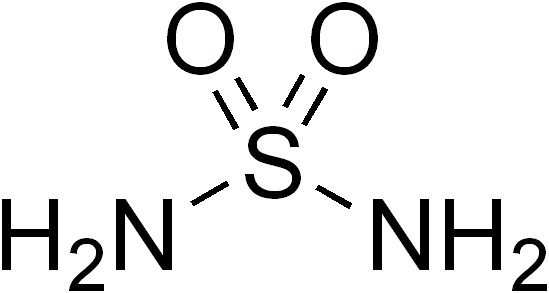 O O
S
H₂N NH₂